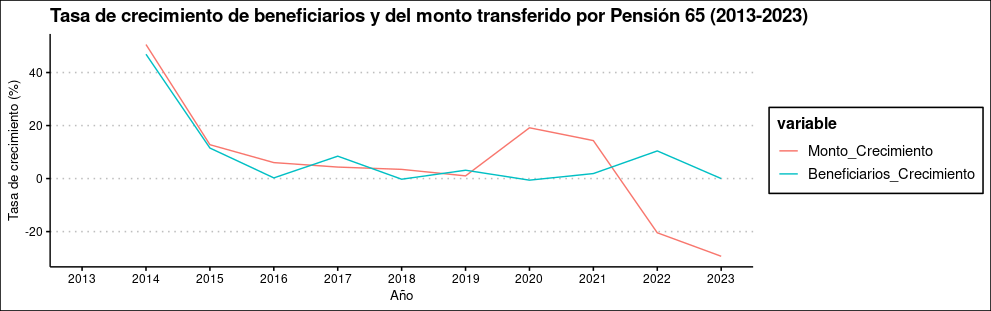 Tasa de crecimiento de beneficiarios y del monto transferido por Pensión 65 (2013-2023)
Tasa de crecimiento (%)
40
20
0
-20
2013 2014 2015 2016 2017 2018 2019 2020 2021 2022 2023
Año
variable
Monto_Crecimiento
Beneficiarios_Crecimiento